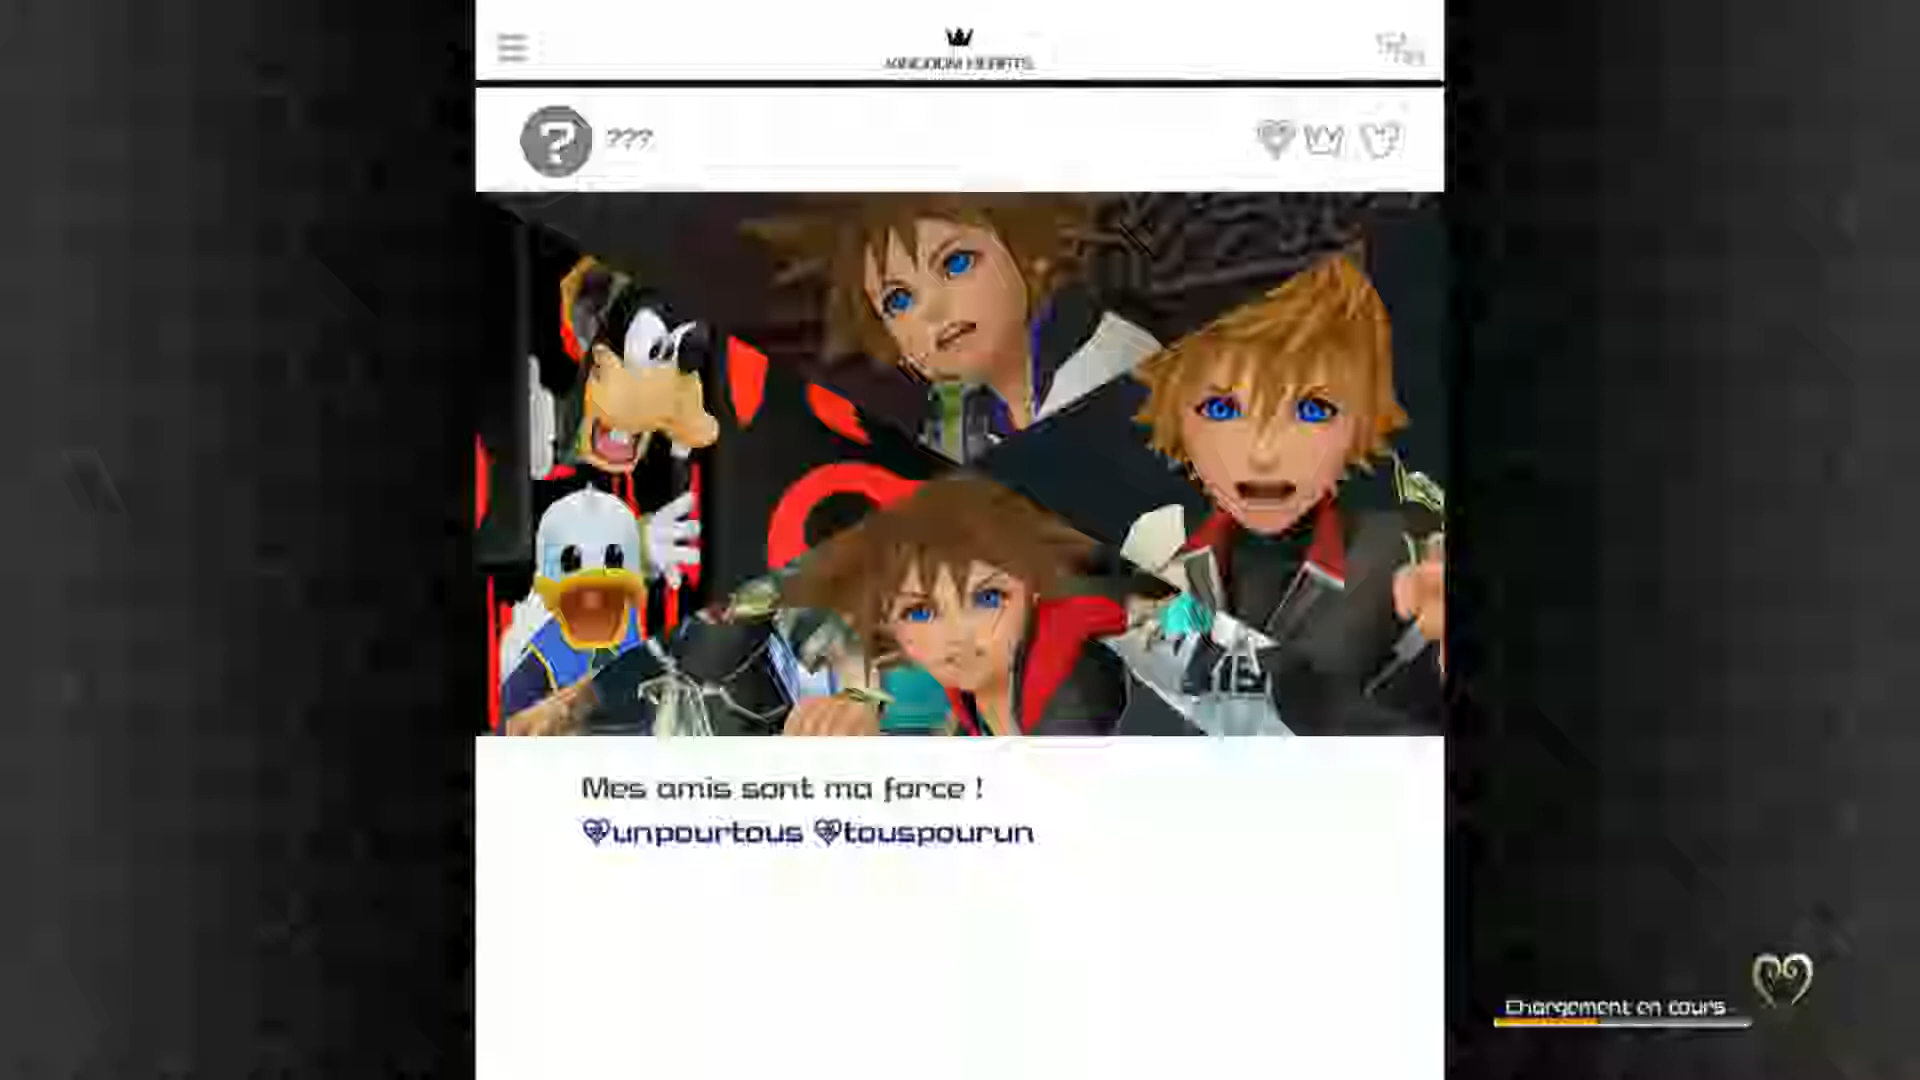 KINGDOM HEARTS
???
Mes amis sont ma force !
unpourtous touspourun
Chargement en cours